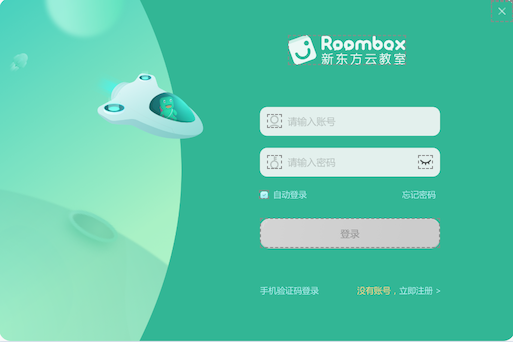 Roombox
新东方云教室
请输入账号
请输入密码
自动登录 忘记密码
登录
手机验证码登录 没有账号，立即注册 >